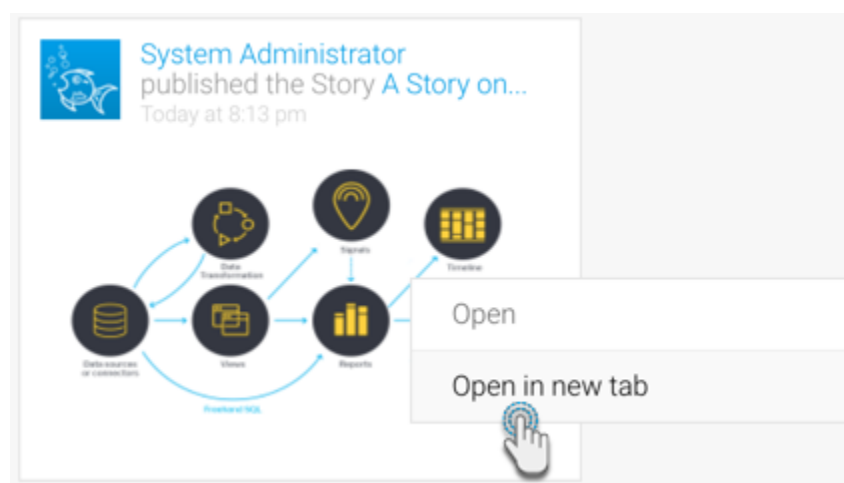 System Administrator
published the Story A Story on...
Today at 8:13 pm
Signals
Data
Transformation
Timeline
Open
Data sources
or connectors
Views
Reports
Open in new tab
Freehand SQL